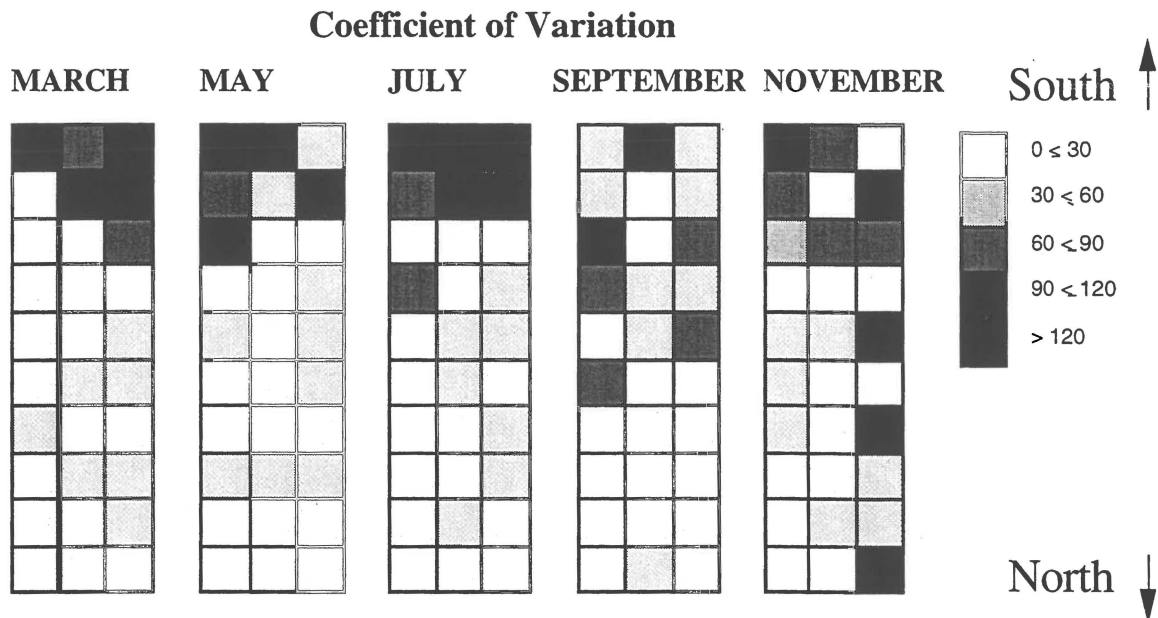 Coefficient of Variation
MARCH MAY JULY SEPTEMBER NOVEMBER
South
0 ≤ 30
30 ≤ 60
60 ≤ 90
90 ≤ 120
> 120
North